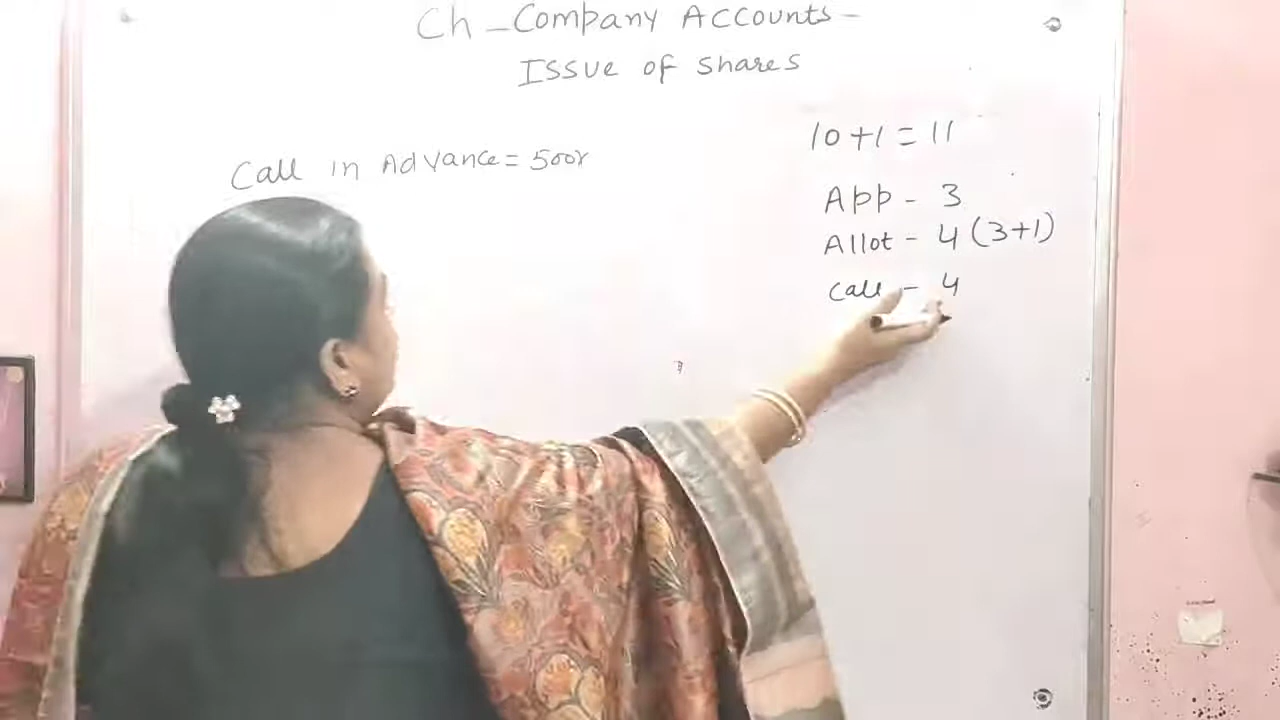 Ch - Company Accounts -
Issue of shares
Call in Advance = 500x
10+1 = 11
App - 3
Allot - 4 (3+1)
call - 4